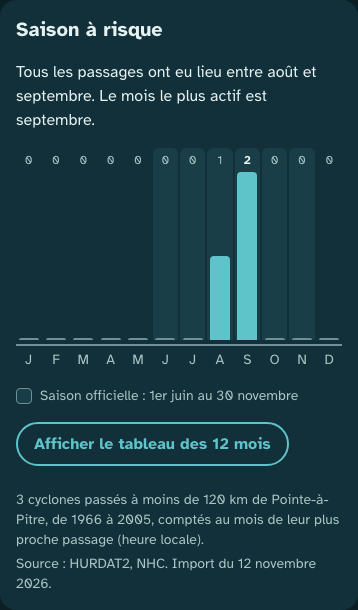 Saison à risque
Tous les passages ont eu lieu entre août et
septembre. Le mois le plus actif est
septembre.
0 0 0 0 0 0 0 1 2 0 0 0
J F M A M J J A S O N D
Saison officielle : 1er juin au 30 novembre
Afficher le tableau des 12 mois
3 cyclones passés à moins de 120 km de Pointe-à-
Pitre, de 1966 à 2005, comptés au mois de leur plus
proche passage (heure locale).
Source : HURDAT2, NHC. Import du 12 novembre
2026.